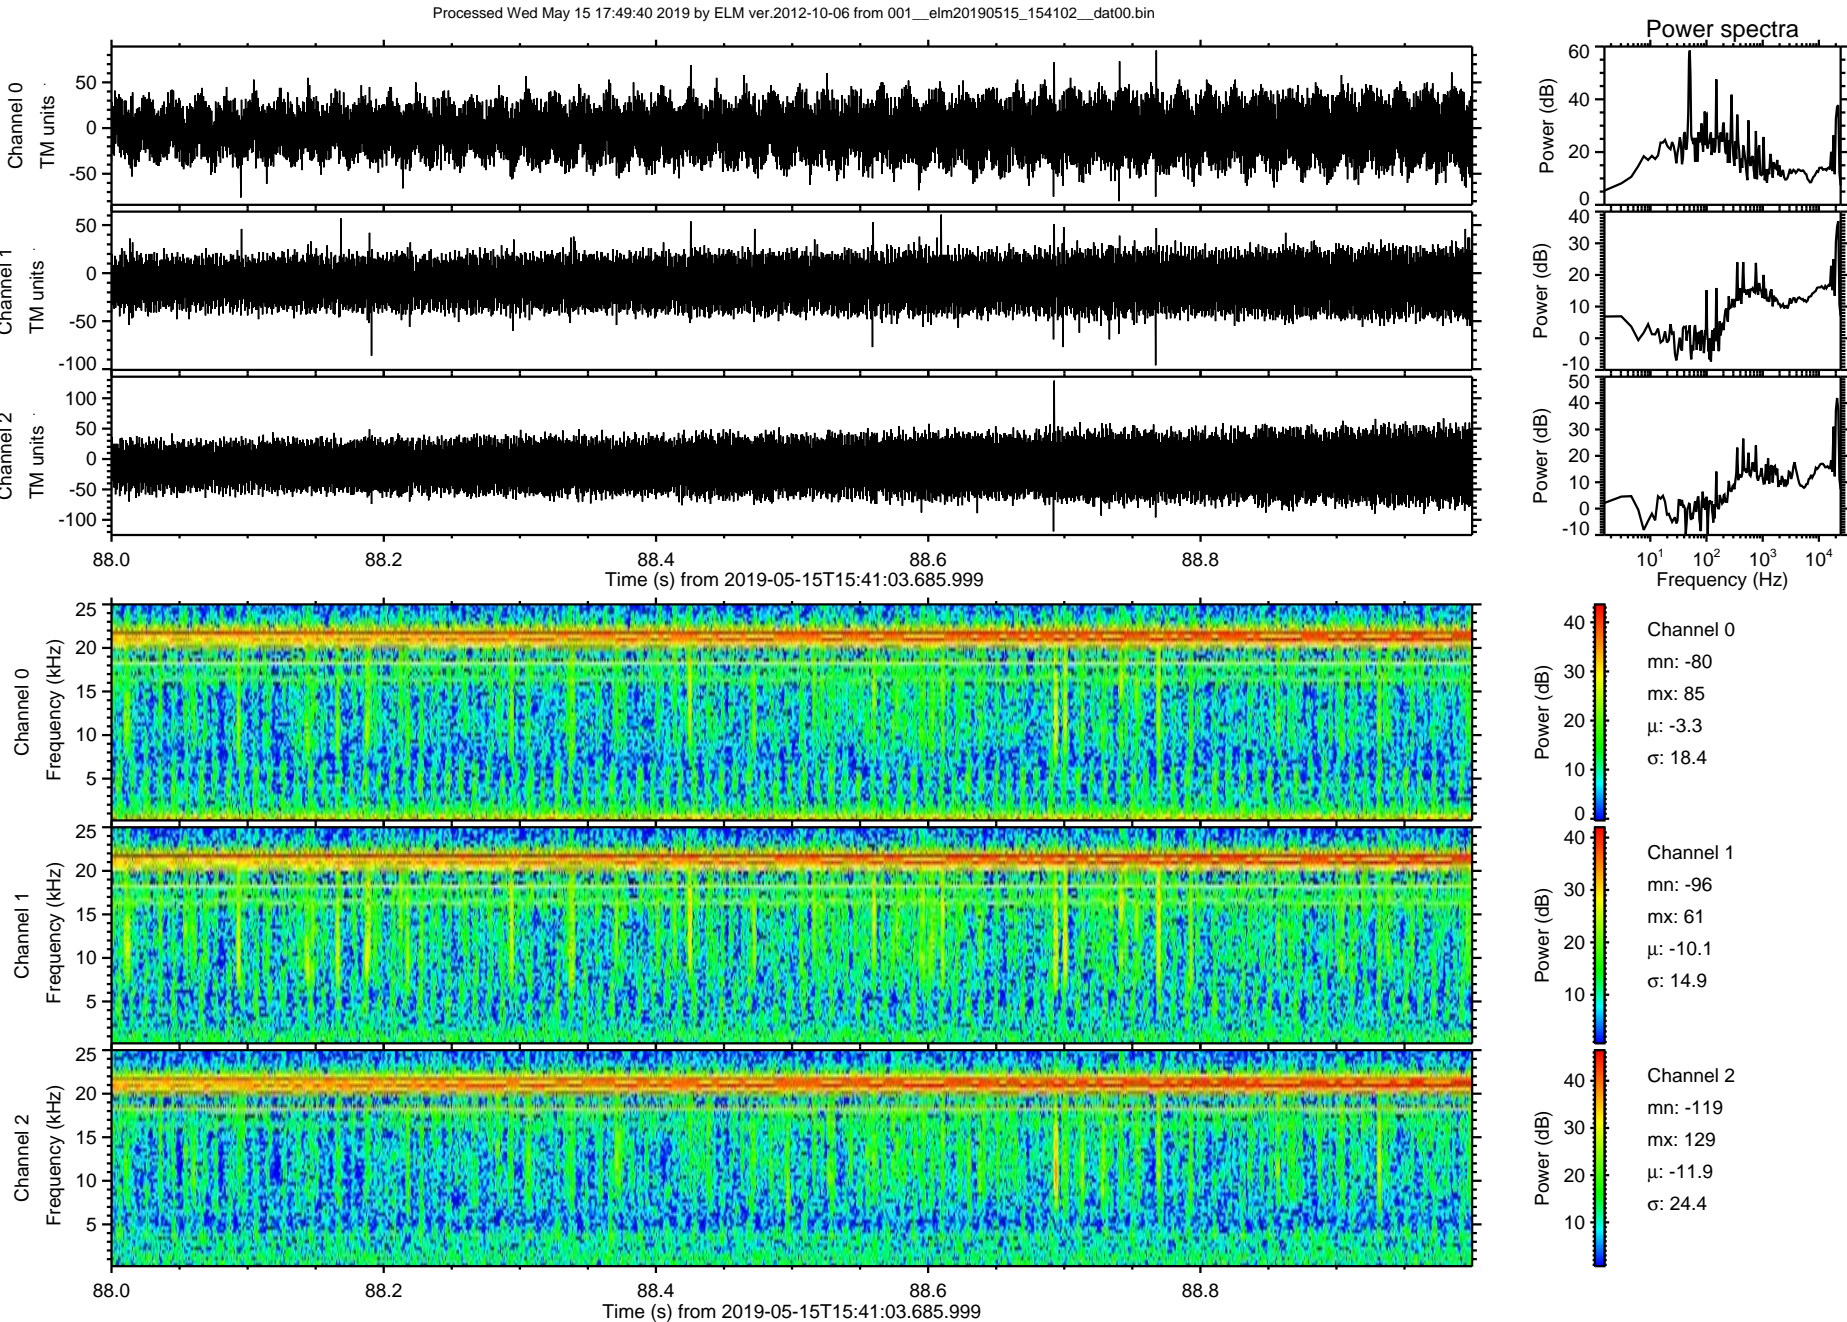 Processed Wed May 15 17:49:40 2019 by ELM ver.2012-10-06 from 001__elm20190515_154102__dat00.bin
Power spectra
Channel 0
TM units
50
0
-50
Power (dB)
60
40
20
0
Channel 1
TM units
50
0
-50
-100
Power (dB)
40
30
20
10
0
-10
Channel 2
TM units
100
50
0
-50
-100
Power (dB)
50
40
30
20
10
0
-10
88.0 88.2 88.4 88.6 88.8
Time (s) from 2019-05-15T15:41:03.685.999
10^1 10^2 10^3 10^4
Frequency (Hz)
Channel 0
Frequency (kHz)
25
20
15
10
5
Power (dB)
40
30
20
10
0
Channel 0
mn: -80
mx: 85
μ: -3.3
σ: 18.4
Channel 1
Frequency (kHz)
25
20
15
10
5
Power (dB)
40
30
20
10
Channel 1
mn: -96
mx: 61
μ: -10.1
σ: 14.9
Channel 2
Frequency (kHz)
25
20
15
10
5
Power (dB)
40
30
20
10
Channel 2
mn: -119
mx: 129
μ: -11.9
σ: 24.4
88.0 88.2 88.4 88.6 88.8
Time (s) from 2019-05-15T15:41:03.685.999